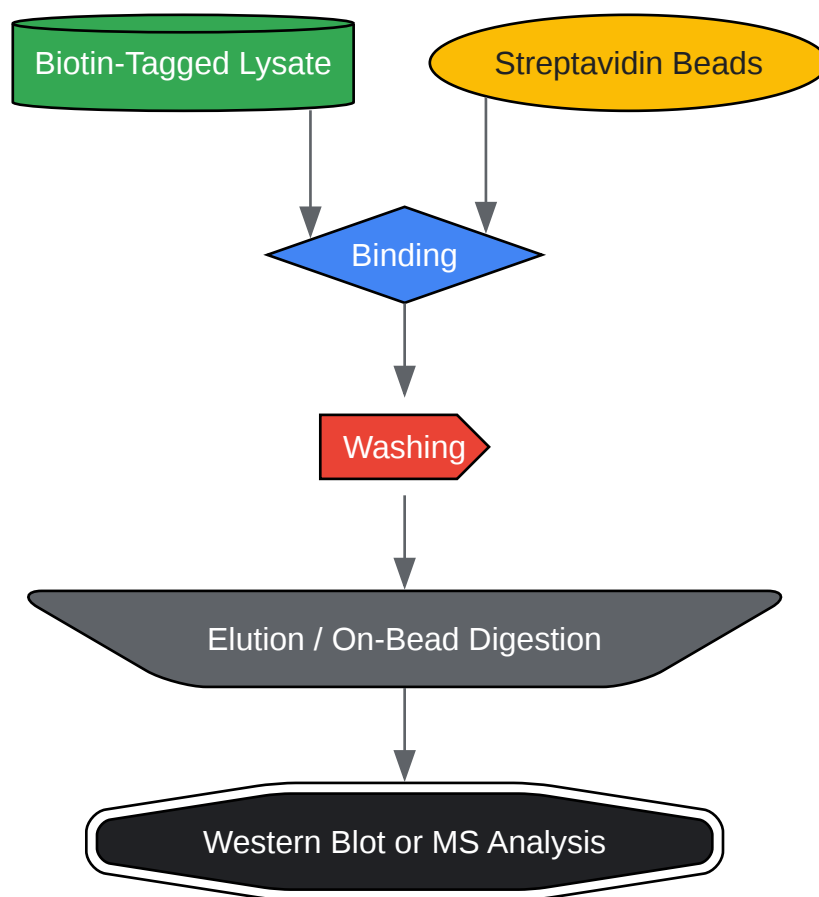 Biotin-Tagged Lysate
Streptavidin Beads
Binding
Washing
Elution / On-Bead Digestion
Western Blot or MS Analysis